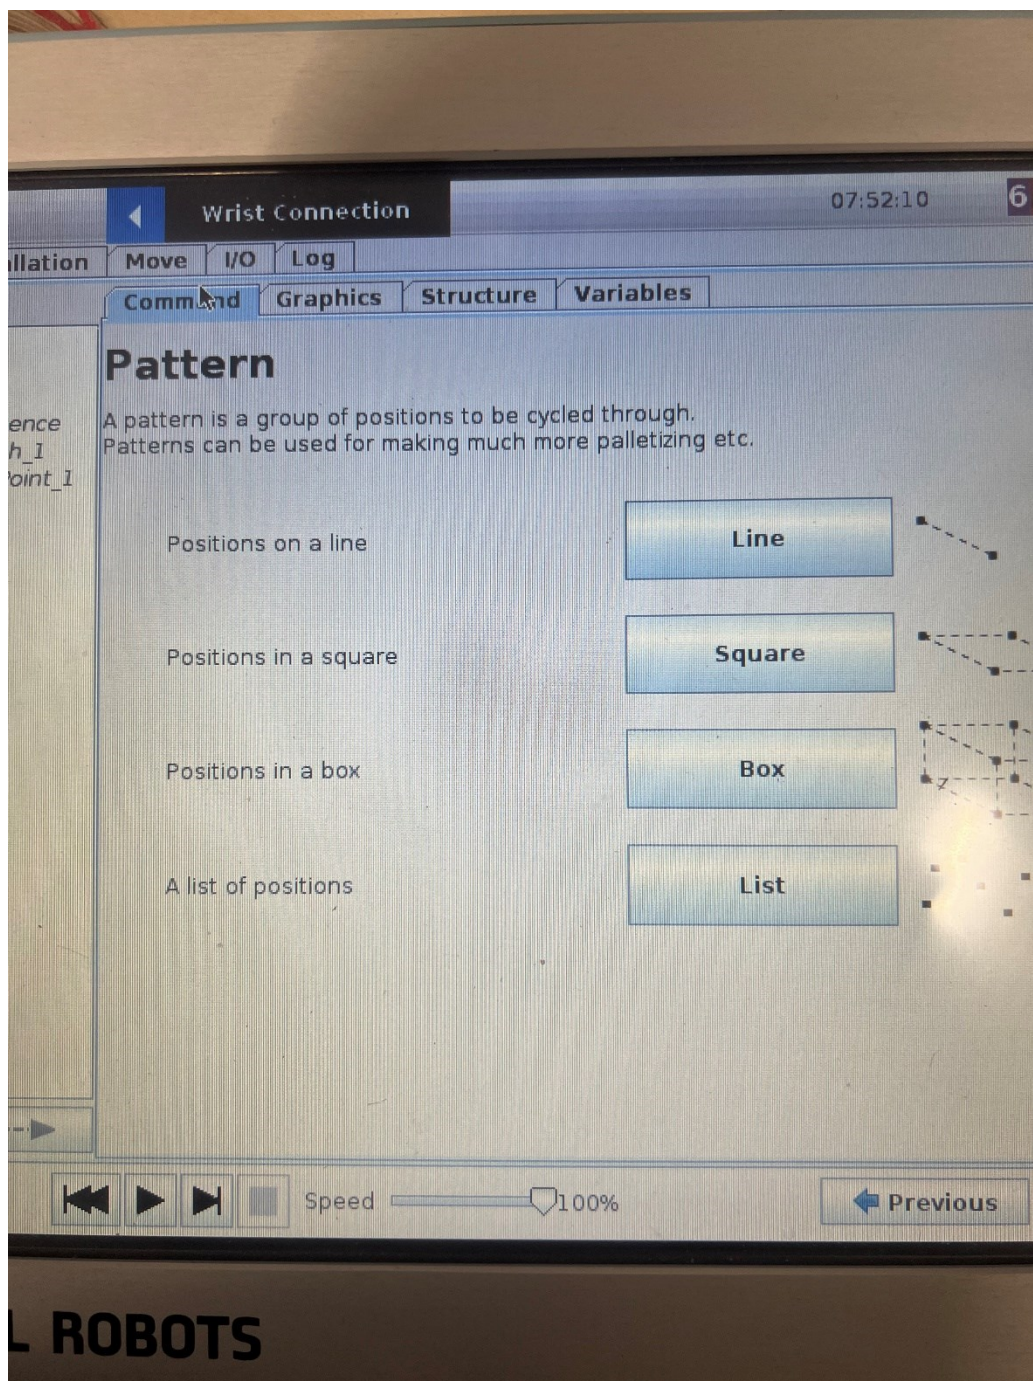 Wrist Connection
07:52:10
6
llation Move I/O Log
Command Graphics Structure Variables
Pattern
A pattern is a group of positions to be cycled through.
Patterns can be used for making much more palletizing etc.
ence
h_1
Point_1
Positions on a line
Line
Positions in a square
Square
Positions in a box
Box
A list of positions
List
Speed 100% Previous
L ROBOTS